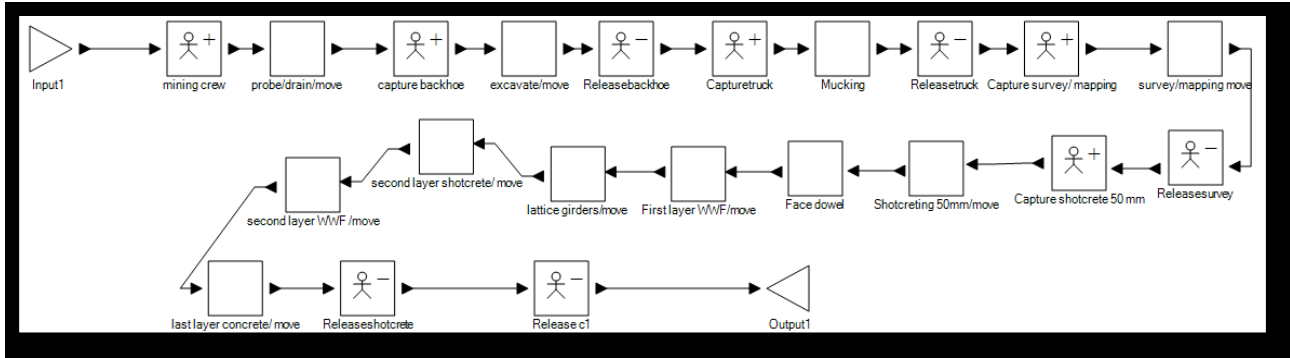 Input1
mining crew
probe/drain/move
capture backhoe
excavate/move
Releasebackhoe
Capturetruck
Mucking
Releasetruck
Capture survey/ mapping
survey/mapping move
second layer WWF /move
second layer shotcrete/ move
lattice girders/move
First layer WWF/move
Face dowel
Shotcreting 50mm/move
Capture shotcrete 50 mm
Releasesurvey
last layer concrete/ move
Releaseshotcrete
Release c1
Output1